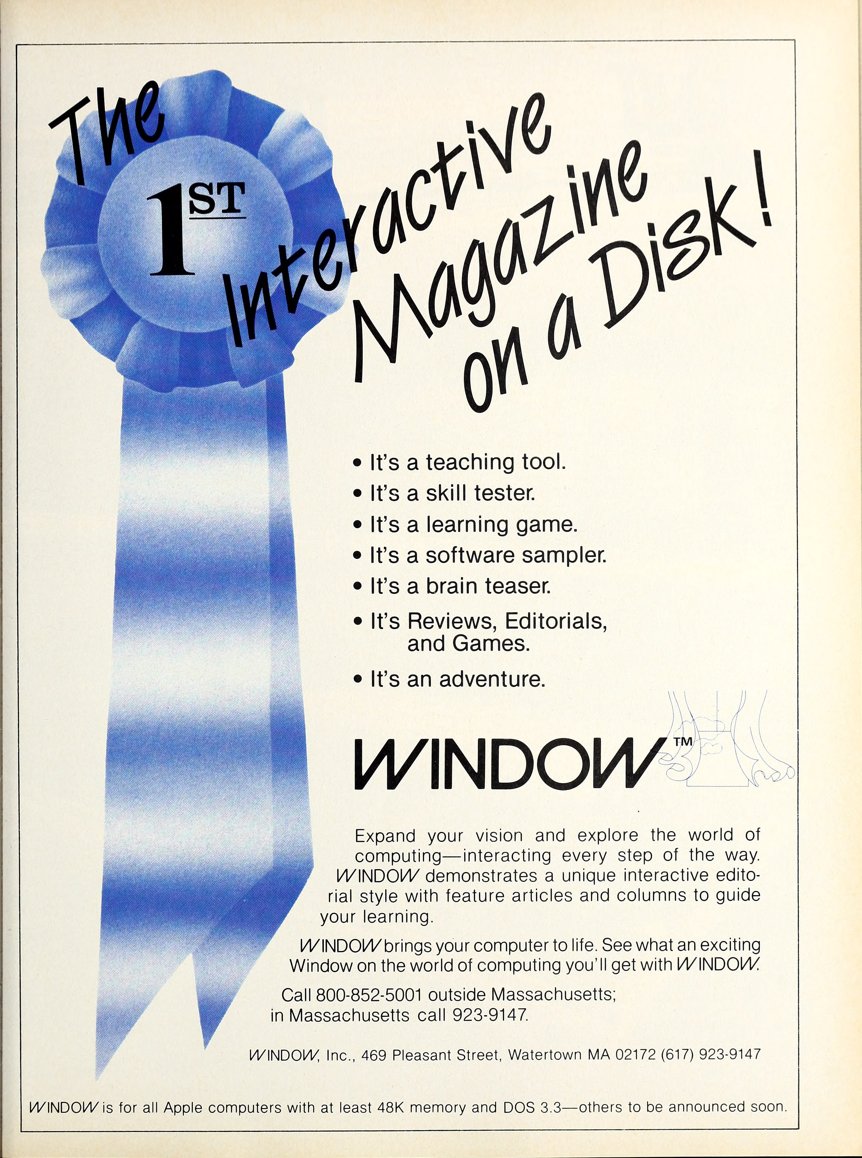 The
1ST
Interactive
Magazine
on a Disk!
• It's a teaching tool.
• It's a skill tester.
• It's a learning game.
• It's a software sampler.
• It's a brain teaser.
• It's Reviews, Editorials,
and Games.
• It's an adventure.
WINDOW™
Expand your vision and explore the world of
computing—interacting every step of the way.
WINDOW demonstrates a unique interactive edito-
rial style with feature articles and columns to guide
your learning.
WINDOW brings your computer to life. See what an exciting
Window on the world of computing you'll get with WINDOW.
Call 800-852-5001 outside Massachusetts;
in Massachusetts call 923-9147.
WINDOW, Inc., 469 Pleasant Street, Watertown MA 02172 (617) 923-9147
WINDOW is for all Apple computers with at least 48K memory and DOS 3.3—others to be announced soon.